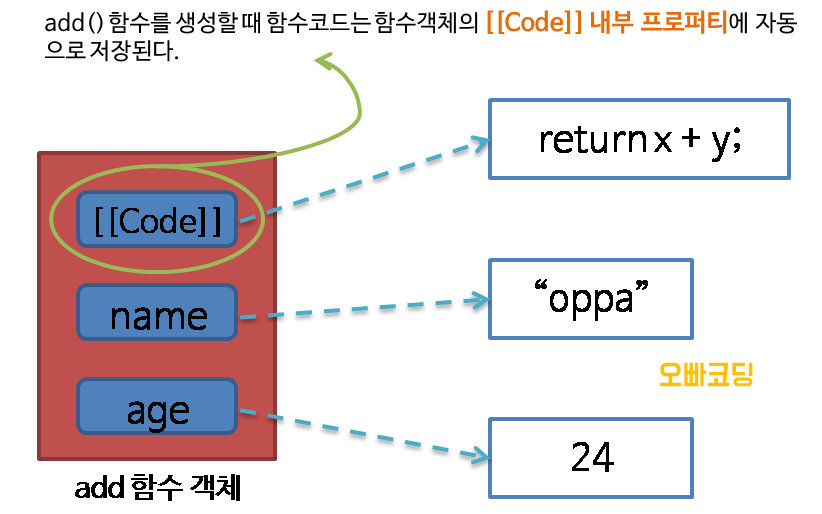 add() 함수를 생성할 때 함수코드는 함수객체의 [[Code]] 내부 프로퍼티에 자동
으로 저장된다.
return x + y;
[[Code]]
name
“oppa”
오빠코딩
age
24
add 함수 객체